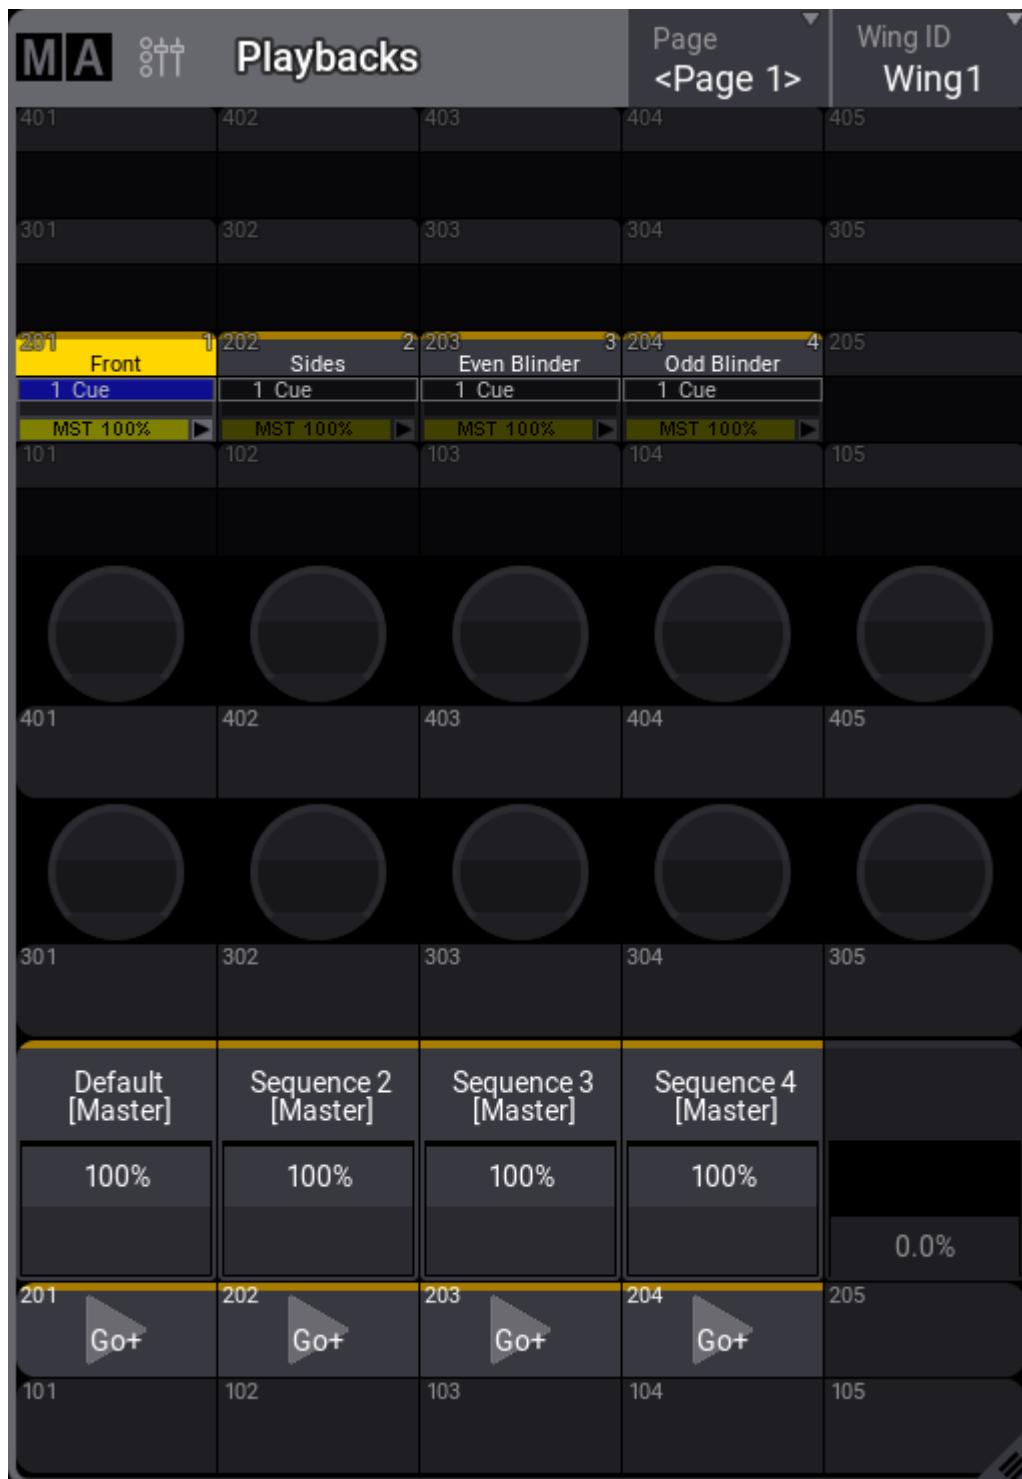 MA Playbacks Page Wing ID
<Page 1> Wing1
401 402 403 404 405
301 302 303 304 305
201 1 202 2 203 3 204 4 205
Front Sides Even Blinder Odd Blinder
1 Cue 1 Cue 1 Cue 1 Cue
MST 100% MST 100% MST 100% MST 100%
101 102 103 104 105
401 402 403 404 405
301 302 303 304 305
Default Sequence 2 Sequence 3 Sequence 4
[Master] [Master] [Master] [Master]
100% 100% 100% 100%
0.0%
201 202 203 204 205
Go+ Go+ Go+ Go+
101 102 103 104 105